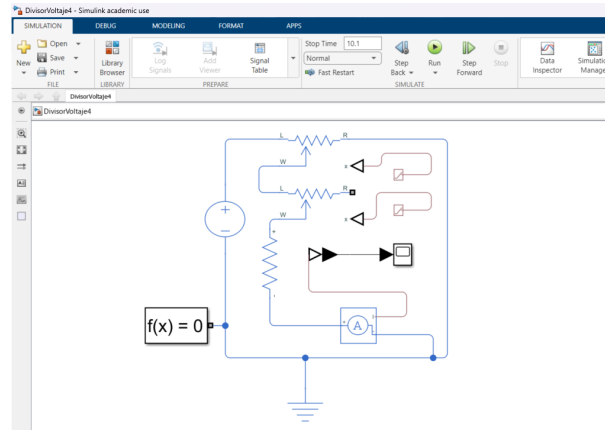 DivisorVoltaje4 - Simulink academic use
SIMULATION DEBUG MODELING FORMAT APPS
New
Open
Save
Print
FILE
Library
Browser
LIBRARY
Log
Signals
Add
Viewer
Signal
Table
PREPARE
Stop Time 10.1
Normal
Fast Restart
Step
Back
Run
Step
Forward
Stop
SIMULATE
Data
Inspector
Simulation
Manage
DivisorVoltaje4
DivisorVoltaje4
L R
W
x
L R
W
x
+
-
f(x) = 0
+ A I -